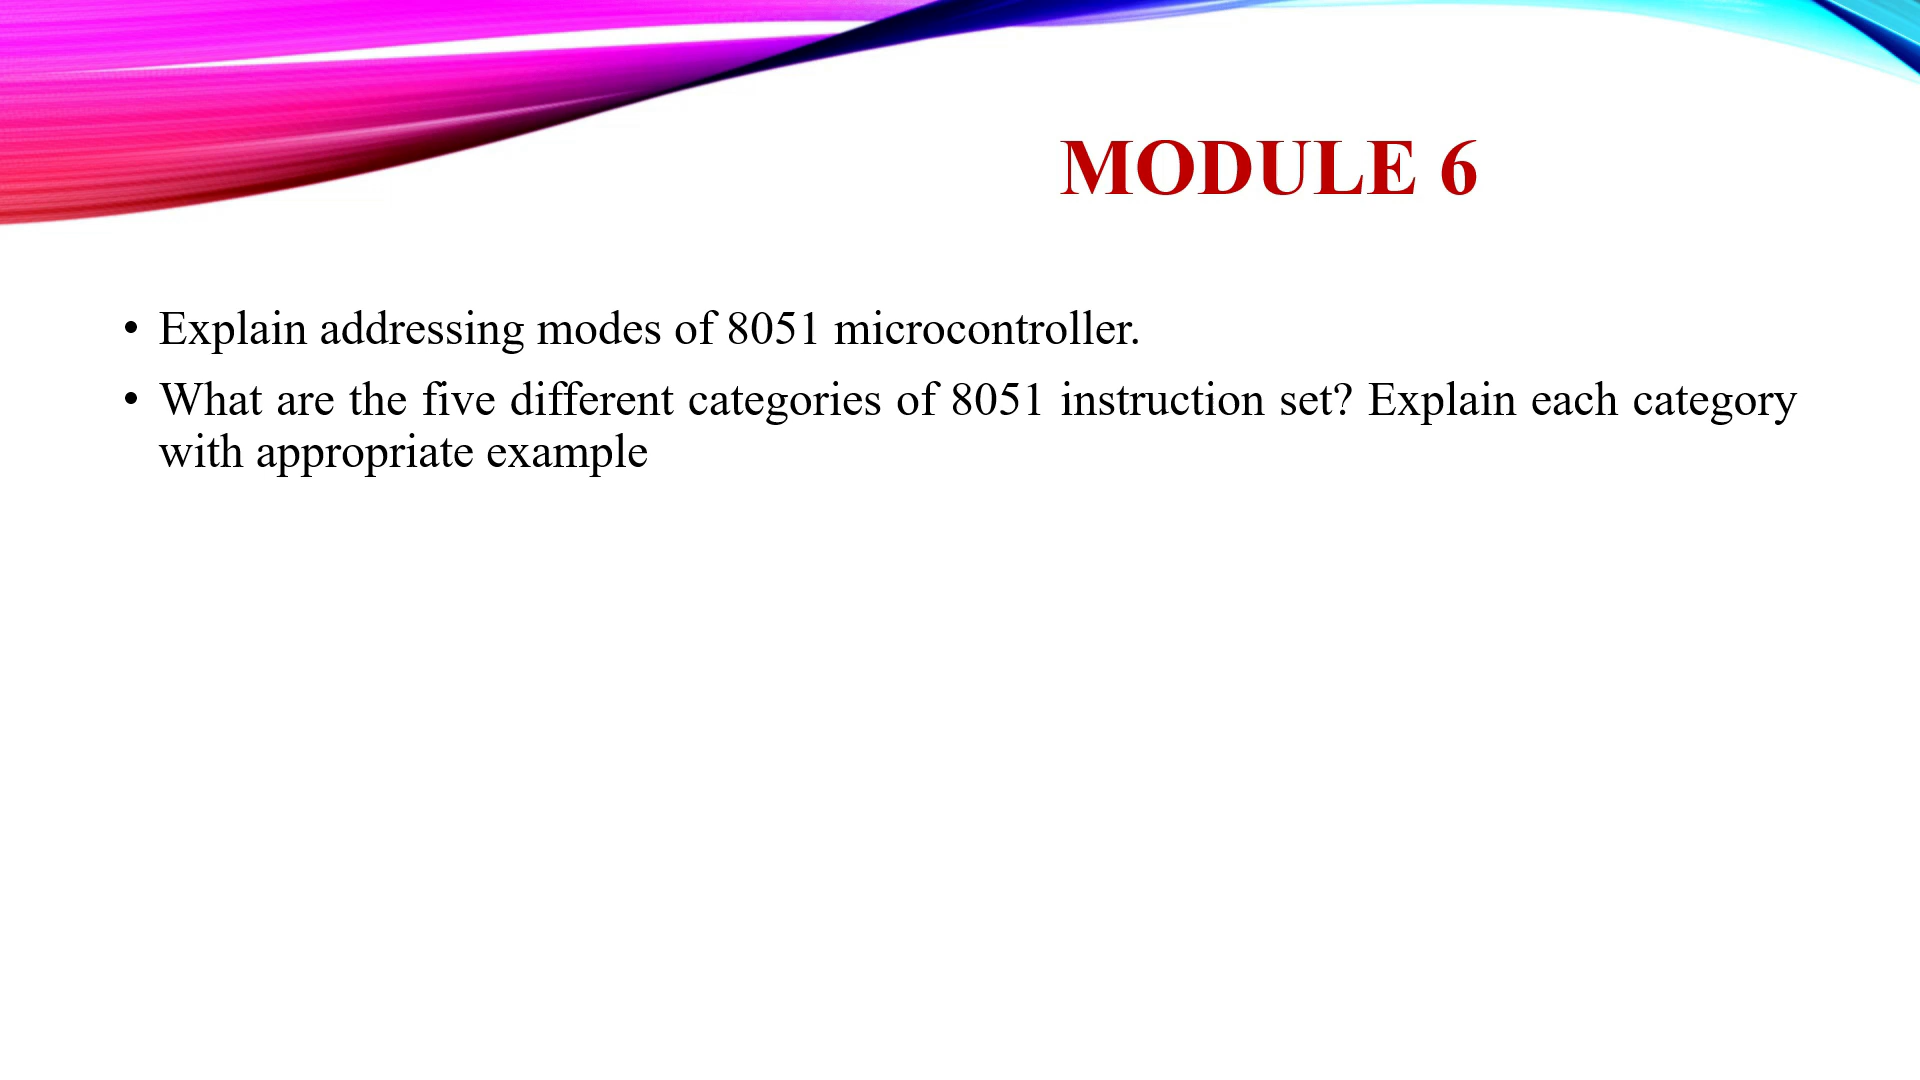 MODULE 6
• Explain addressing modes of 8051 microcontroller.
• What are the five different categories of 8051 instruction set? Explain each category
with appropriate example